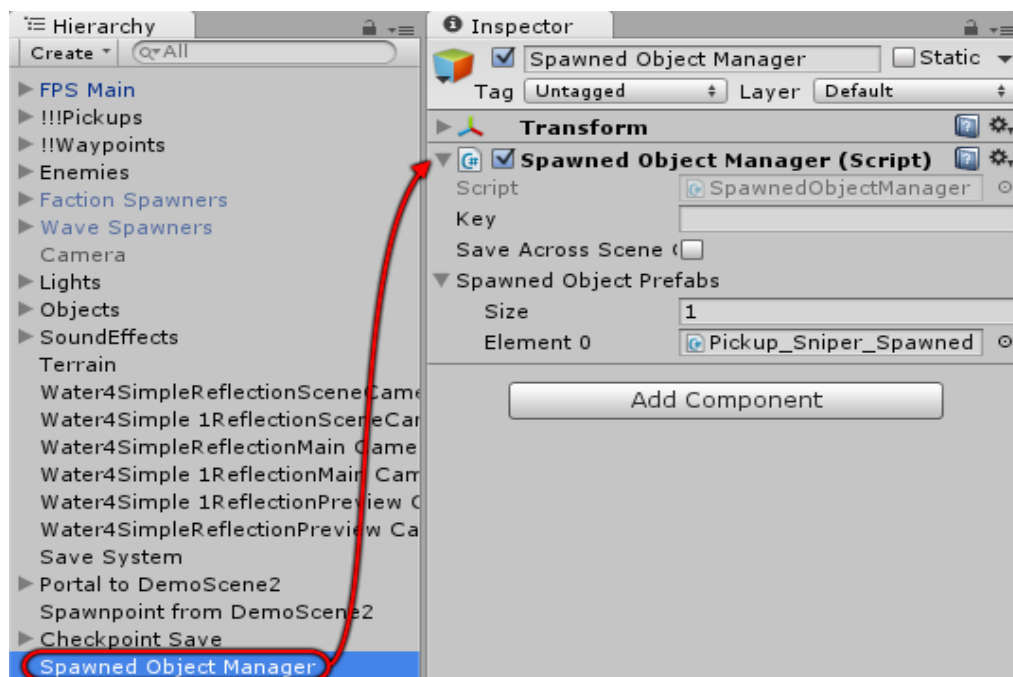 Hierarchy
Create
All
FPS Main
!!!Pickups
!!Waypoints
Enemies
Faction Spawners
Wave Spawners
Camera
Lights
Objects
SoundEffects
Terrain
Water4SimpleReflectionSceneCame
Water4Simple 1ReflectionSceneCar
Water4SimpleReflectionMain Came
Water4Simple 1ReflectionMain Cam
Water4Simple 1ReflectionPreview C
Water4SimpleReflectionPreview Ca
Save System
Portal to DemoScene2
Spawnpoint from DemoScene2
Checkpoint Save
Spawned Object Manager
Inspector
Spawned Object Manager Static
Tag Untagged Layer Default
Transform
Spawned Object Manager (Script)
Script SpawnedObjectManager
Key
Save Across Scene (
Spawned Object Prefabs
Size 1
Element 0 Pickup_Sniper_Spawned
Add Component